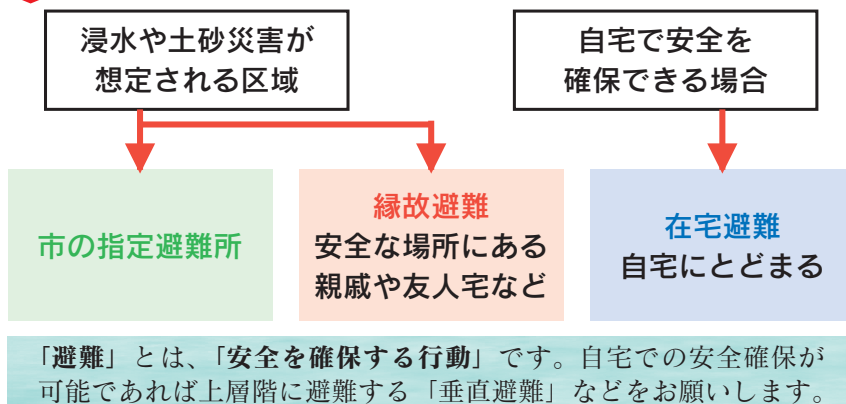 浸水や土砂災害が
想定される区域
自宅で安全を
確保できる場合
市の指定避難所
縁故避難
安全な場所にある
親戚や友人宅など
在宅避難
自宅にとどまる
「避難」とは、「安全を確保する行動」です。自宅での安全確保が
可能であれば上層階に避難する「垂直避難」などをお願いします。